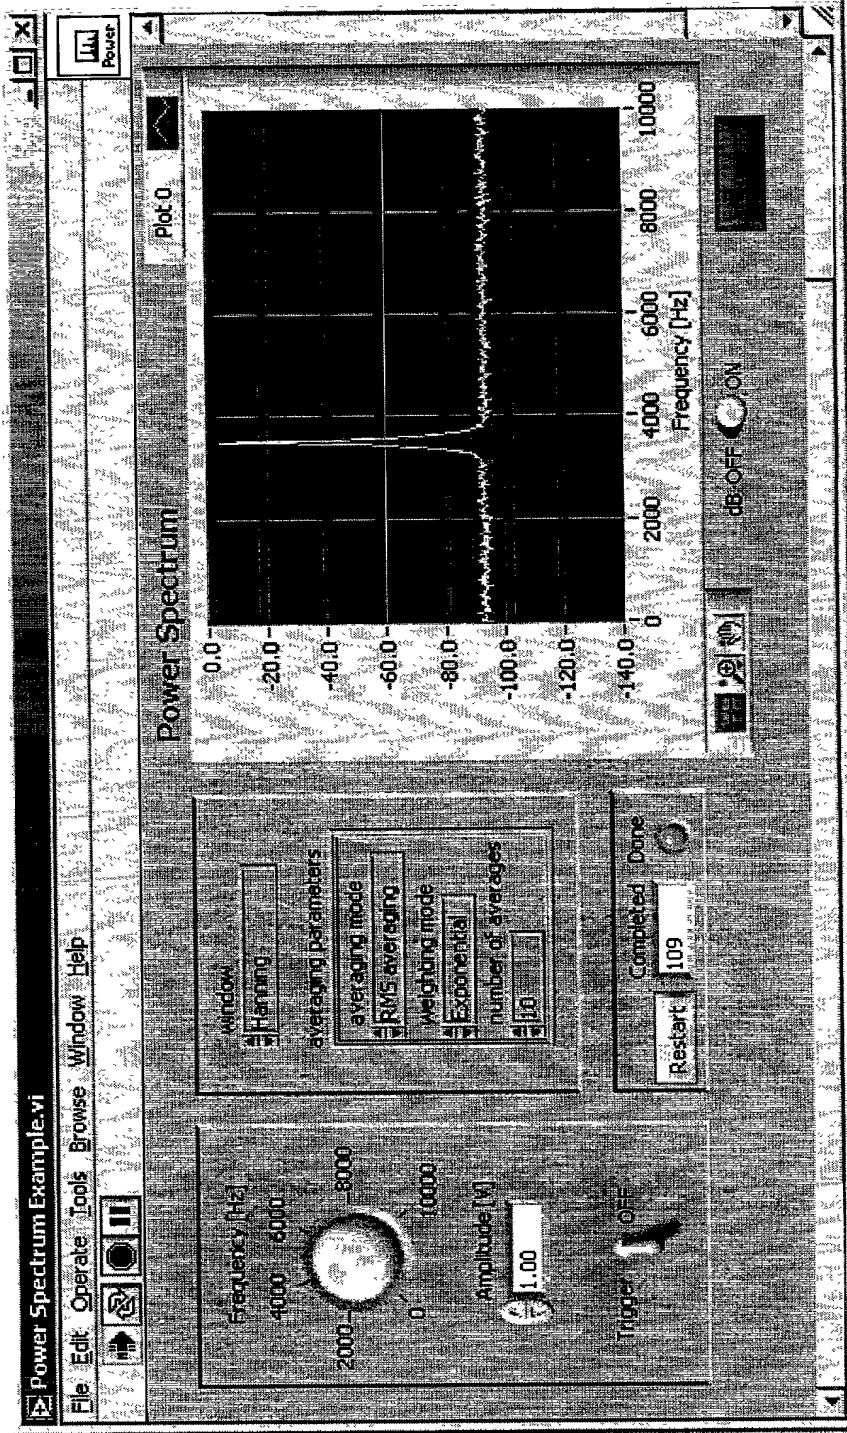 Power Spectrum Example.vi
File Edit Operate Tools Browse Window Help
Power
Frequency [Hz]
4000 6000
2000 8000
0 10000
Amplitude [V]
1.00
Trigger OFF
window
Hanning
averaging parameters
averaging mode
RMS averaging
weighting mode
Exponential
number of averages
10
Restart
Completed Done
109
Power Spectrum
Plot 0
0.0
-20.0
-40.0
-60.0
-80.0
-100.0
-120.0
-140.0
0 2000 4000 6000 8000 10000
Frequency [Hz]
dB OFF ON